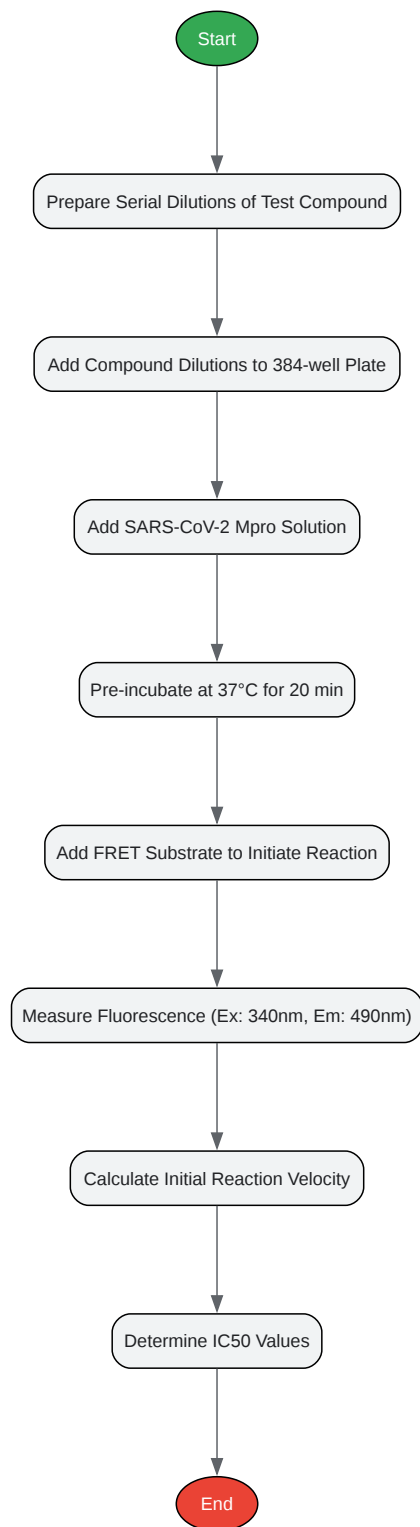 Start
Prepare Serial Dilutions of Test Compound
Add Compound Dilutions to 384-well Plate
Add SARS-CoV-2 Mpro Solution
Pre-incubate at 37°C for 20 min
Add FRET Substrate to Initiate Reaction
Measure Fluorescence (Ex: 340nm, Em: 490nm)
Calculate Initial Reaction Velocity
Determine IC50 Values
End